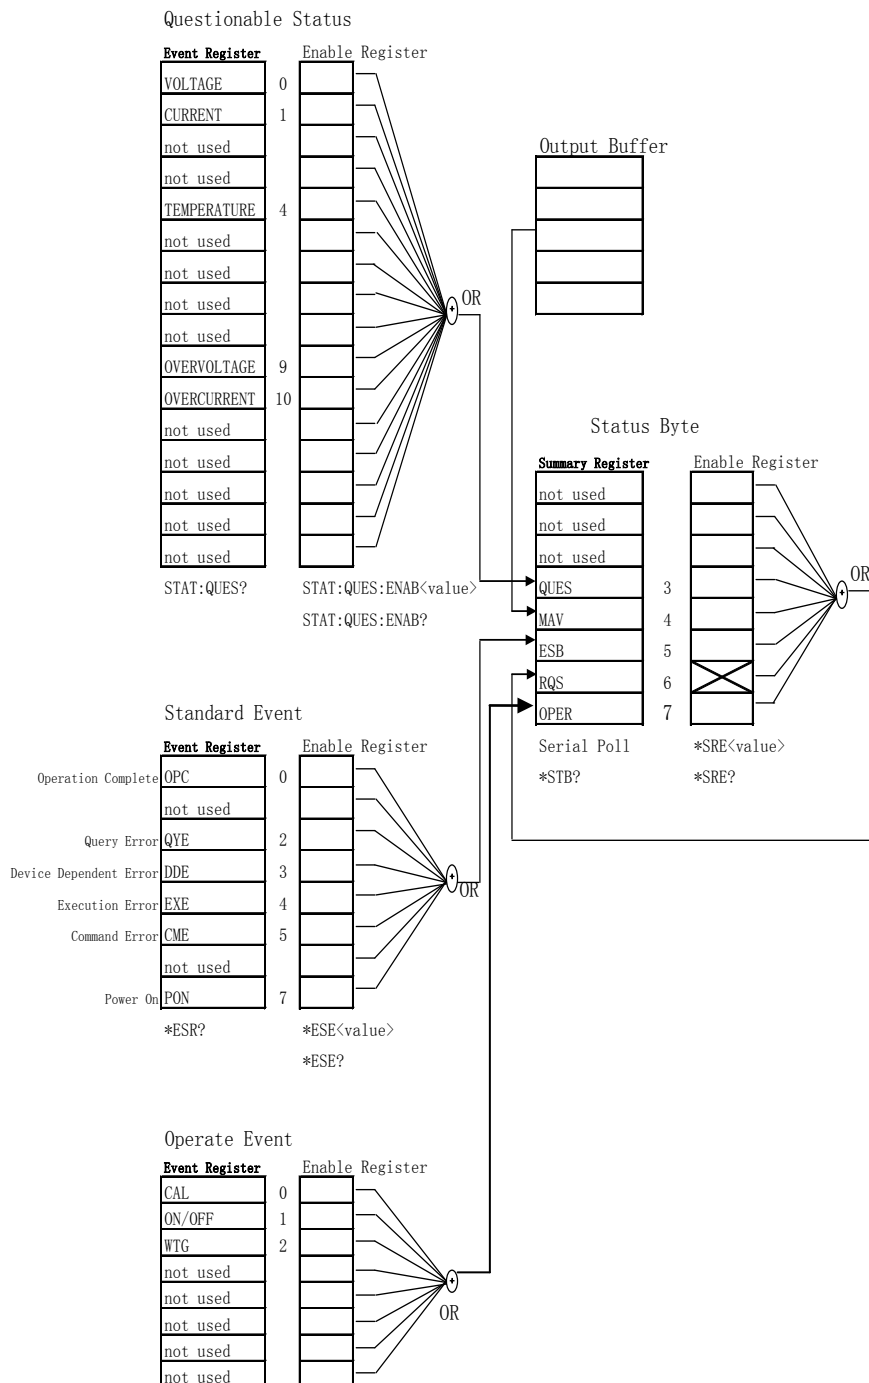 Questionable Status
Event Register Enable Register
VOLTAGE 0
CURRENT 1
not used
not used
TEMPERATURE 4
not used
not used
not used
not used
OVERVOLTAGE 9
OVERCURRENT 10
not used
not used
not used
not used
not used
+ OR
STAT:QUES? STAT:QUES:ENAB<value>
STAT:QUES:ENAB?
Output Buffer
Status Byte
Summary Register Enable Register
not used
not used
not used
QUES 3
MAV 4
ESB 5
RQS 6
OPER 7
+ OR
Serial Poll *SRE<value>
*STB? *SRE?
Standard Event
Event Register Enable Register
Operation Complete OPC 0
not used
Query Error QYE 2
Device Dependent Error DDE 3
Execution Error EXE 4
Command Error CME 5
not used
Power On PON 7
+ OR
*ESR? *ESE<value>
*ESE?
Operate Event
Event Register Enable Register
CAL 0
ON/OFF 1
WTG 2
not used
not used
not used
not used
not used
+
OR